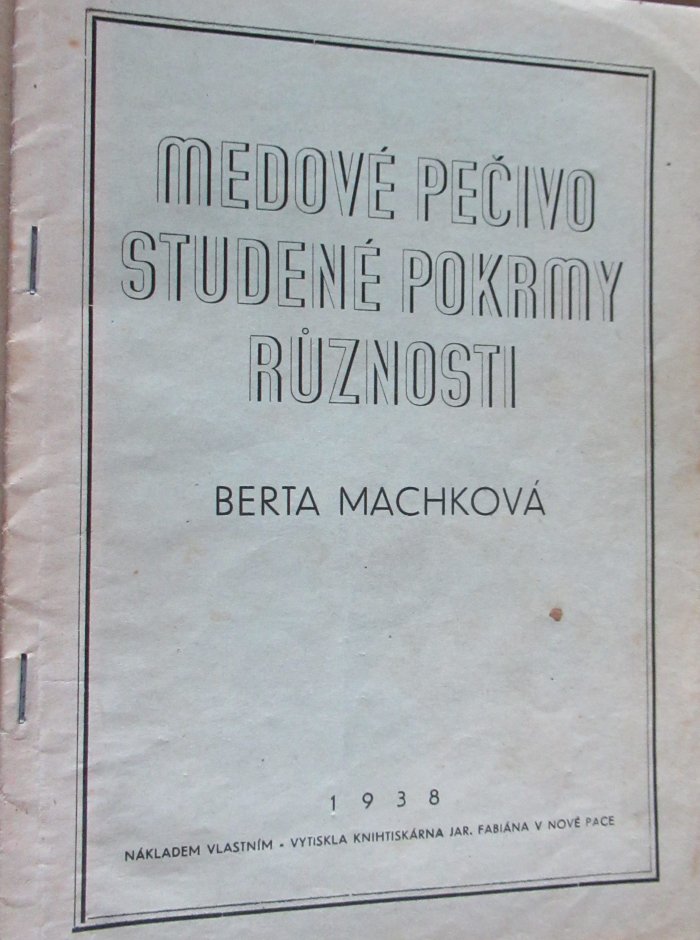 MEDOVÉ PEČIVO
STUDENÉ POKRMY
RŮZNOSTI
BERTA MACHKOVÁ
1938
NÁKLADEM VLASTNÍM • VYTISKLA KNIHTISKÁRNA JAR. FABIÁNA V NOVÉ PACE